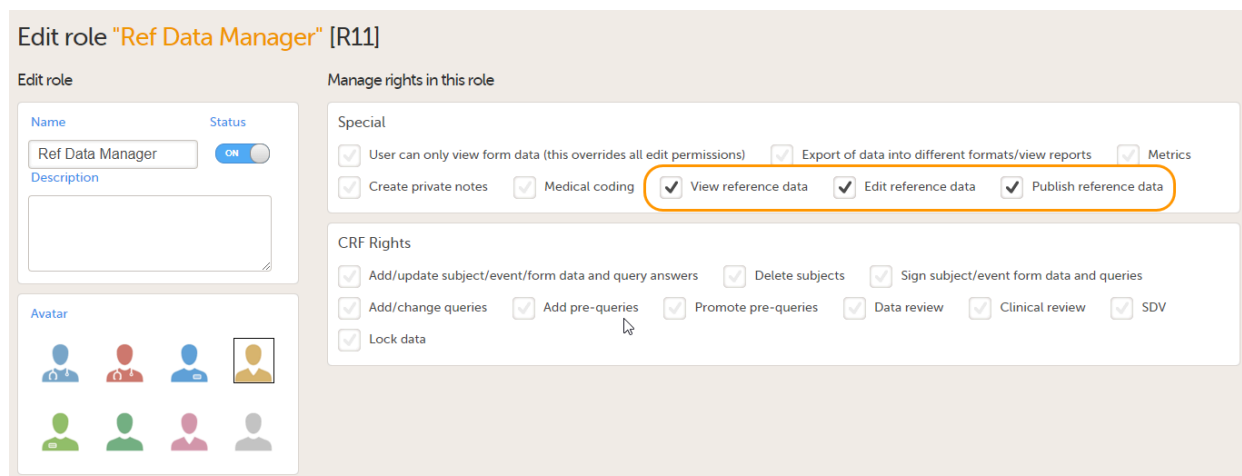 Edit role "Ref Data Manager" [R11]
Edit role
Manage rights in this role
Name
Status
Ref Data Manager
ON
Description
Avatar
Special
User can only view form data (this overrides all edit permissions)
Export of data into different formats/view reports
Metrics
Create private notes
Medical coding
View reference data
Edit reference data
Publish reference data
CRF Rights
Add/update subject/event/form data and query answers
Delete subjects
Sign subject/event form data and queries
Add/change queries
Add pre-queries
Promote pre-queries
Data review
Clinical review
SDV
Lock data